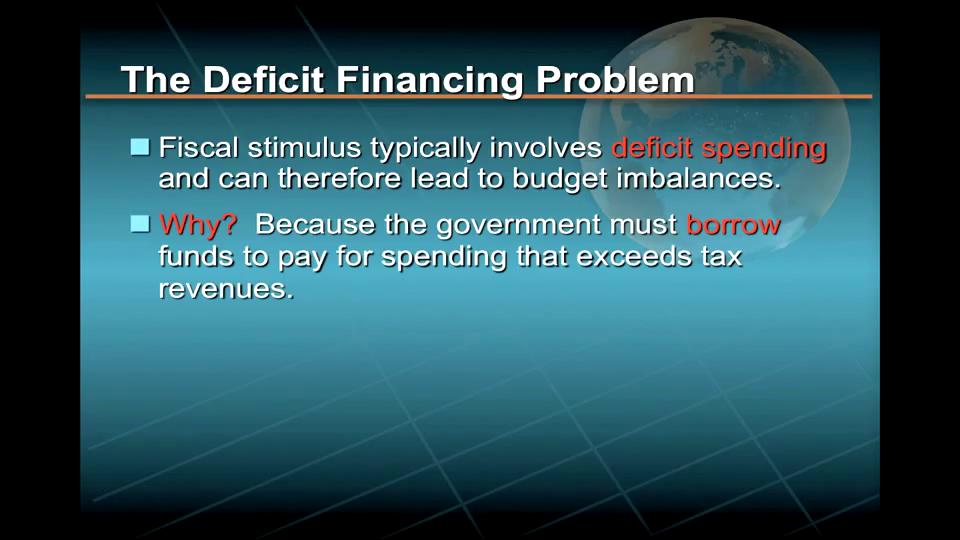 The Deficit Financing Problem
Fiscal stimulus typically involves deficit spending
and can therefore lead to budget imbalances.
Why? Because the government must borrow
funds to pay for spending that exceeds tax
revenues.